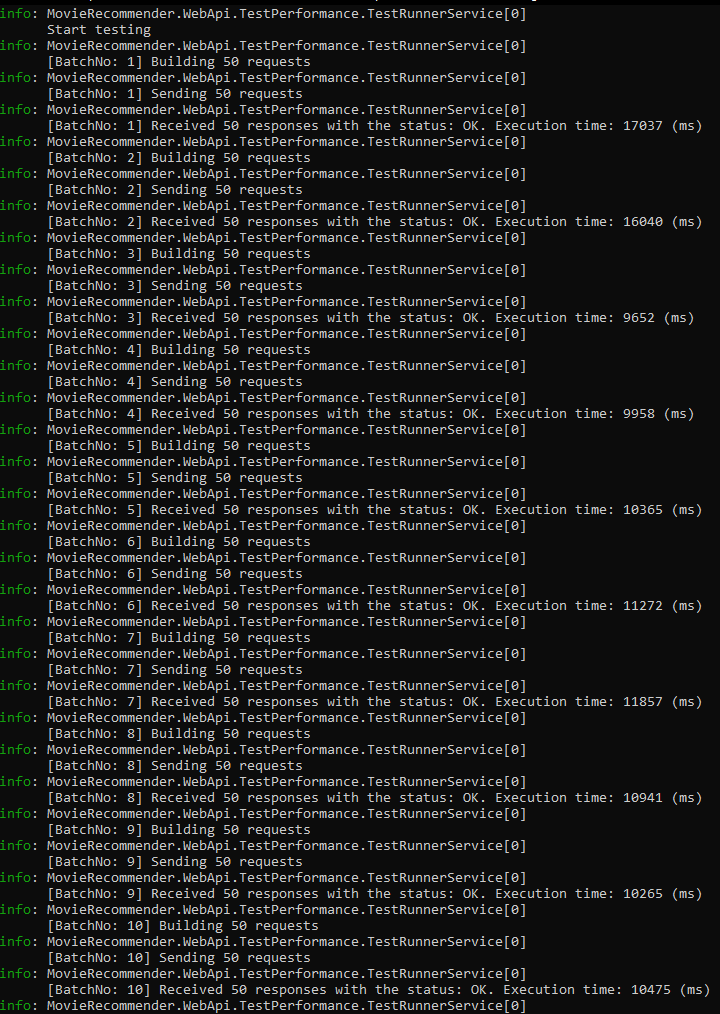 info: MovieRecommender.WebApi.TestPerformance.TestRunnerService[0]
Start testing
info: MovieRecommender.WebApi.TestPerformance.TestRunnerService[0]
[BatchNo: 1] Building 50 requests
info: MovieRecommender.WebApi.TestPerformance.TestRunnerService[0]
[BatchNo: 1] Sending 50 requests
info: MovieRecommender.WebApi.TestPerformance.TestRunnerService[0]
[BatchNo: 1] Received 50 responses with the status: OK. Execution time: 17037 (ms)
info: MovieRecommender.WebApi.TestPerformance.TestRunnerService[0]
[BatchNo: 2] Building 50 requests
info: MovieRecommender.WebApi.TestPerformance.TestRunnerService[0]
[BatchNo: 2] Sending 50 requests
info: MovieRecommender.WebApi.TestPerformance.TestRunnerService[0]
[BatchNo: 2] Received 50 responses with the status: OK. Execution time: 16040 (ms)
info: MovieRecommender.WebApi.TestPerformance.TestRunnerService[0]
[BatchNo: 3] Building 50 requests
info: MovieRecommender.WebApi.TestPerformance.TestRunnerService[0]
[BatchNo: 3] Sending 50 requests
info: MovieRecommender.WebApi.TestPerformance.TestRunnerService[0]
[BatchNo: 3] Received 50 responses with the status: OK. Execution time: 9652 (ms)
info: MovieRecommender.WebApi.TestPerformance.TestRunnerService[0]
[BatchNo: 4] Building 50 requests
info: MovieRecommender.WebApi.TestPerformance.TestRunnerService[0]
[BatchNo: 4] Sending 50 requests
info: MovieRecommender.WebApi.TestPerformance.TestRunnerService[0]
[BatchNo: 4] Received 50 responses with the status: OK. Execution time: 9958 (ms)
info: MovieRecommender.WebApi.TestPerformance.TestRunnerService[0]
[BatchNo: 5] Building 50 requests
info: MovieRecommender.WebApi.TestPerformance.TestRunnerService[0]
[BatchNo: 5] Sending 50 requests
info: MovieRecommender.WebApi.TestPerformance.TestRunnerService[0]
[BatchNo: 5] Received 50 responses with the status: OK. Execution time: 10365 (ms)
info: MovieRecommender.WebApi.TestPerformance.TestRunnerService[0]
[BatchNo: 6] Building 50 requests
info: MovieRecommender.WebApi.TestPerformance.TestRunnerService[0]
[BatchNo: 6] Sending 50 requests
info: MovieRecommender.WebApi.TestPerformance.TestRunnerService[0]
[BatchNo: 6] Received 50 responses with the status: OK. Execution time: 11272 (ms)
info: MovieRecommender.WebApi.TestPerformance.TestRunnerService[0]
[BatchNo: 7] Building 50 requests
info: MovieRecommender.WebApi.TestPerformance.TestRunnerService[0]
[BatchNo: 7] Sending 50 requests
info: MovieRecommender.WebApi.TestPerformance.TestRunnerService[0]
[BatchNo: 7] Received 50 responses with the status: OK. Execution time: 11857 (ms)
info: MovieRecommender.WebApi.TestPerformance.TestRunnerService[0]
[BatchNo: 8] Building 50 requests
info: MovieRecommender.WebApi.TestPerformance.TestRunnerService[0]
[BatchNo: 8] Sending 50 requests
info: MovieRecommender.WebApi.TestPerformance.TestRunnerService[0]
[BatchNo: 8] Received 50 responses with the status: OK. Execution time: 10941 (ms)
info: MovieRecommender.WebApi.TestPerformance.TestRunnerService[0]
[BatchNo: 9] Building 50 requests
info: MovieRecommender.WebApi.TestPerformance.TestRunnerService[0]
[BatchNo: 9] Sending 50 requests
info: MovieRecommender.WebApi.TestPerformance.TestRunnerService[0]
[BatchNo: 9] Received 50 responses with the status: OK. Execution time: 10265 (ms)
info: MovieRecommender.WebApi.TestPerformance.TestRunnerService[0]
[BatchNo: 10] Building 50 requests
info: MovieRecommender.WebApi.TestPerformance.TestRunnerService[0]
[BatchNo: 10] Sending 50 requests
info: MovieRecommender.WebApi.TestPerformance.TestRunnerService[0]
[BatchNo: 10] Received 50 responses with the status: OK. Execution time: 10475 (ms)
info: MovieRecommender.WebApi.TestPerformance.TestRunnerService[0]